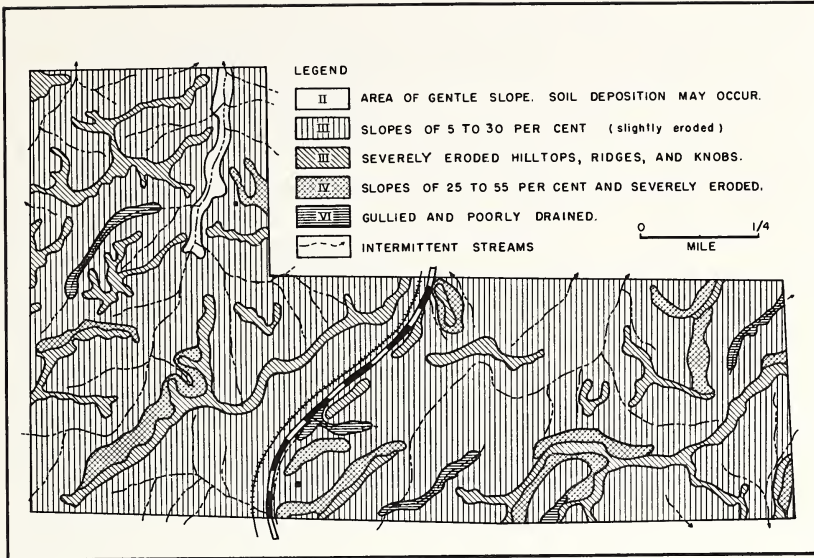 LEGEND
II AREA OF GENTLE SLOPE. SOIL DEPOSITION MAY OCCUR.
III SLOPES OF 5 TO 30 PER CENT (slightly eroded)
III SEVERELY ERODED HILLTOPS, RIDGES, AND KNOBS.
IV SLOPES OF 25 TO 55 PER CENT AND SEVERELY ERODED.
VI GULLIED AND POORLY DRAINED.
INTERMITTENT STREAMS
0 1/4
MILE